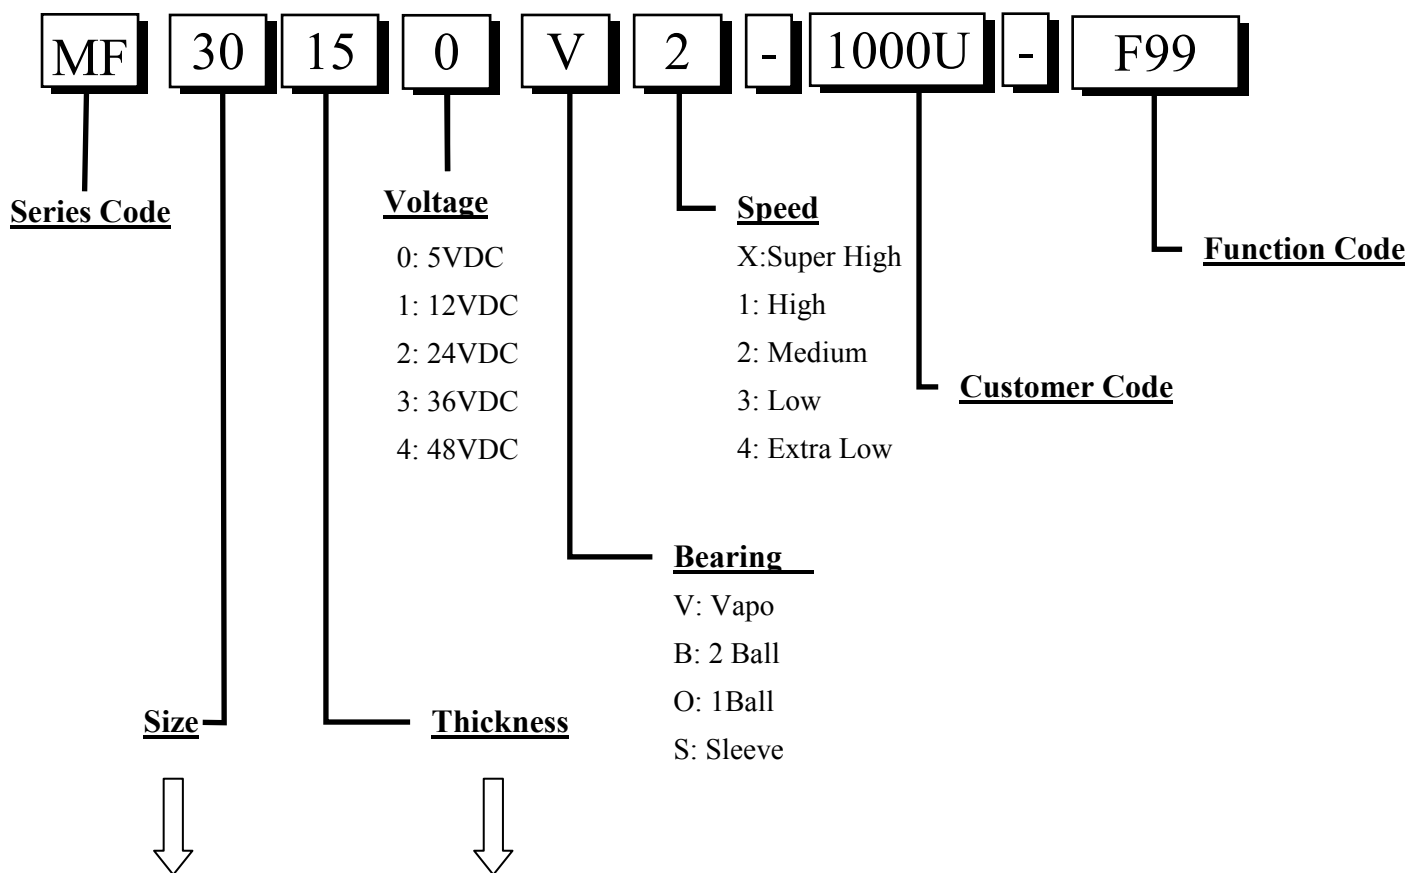 MF 30 15 0 V 2 - 1000U - F99
Series Code
Voltage
0: 5VDC
1: 12VDC
2: 24VDC
3: 36VDC
4: 48VDC
Speed
X:Super High
1: High
2: Medium
3: Low
4: Extra Low
Function Code
Customer Code
Bearing
V: Vapo
B: 2 Ball
O: 1Ball
S: Sleeve
Size
Thickness